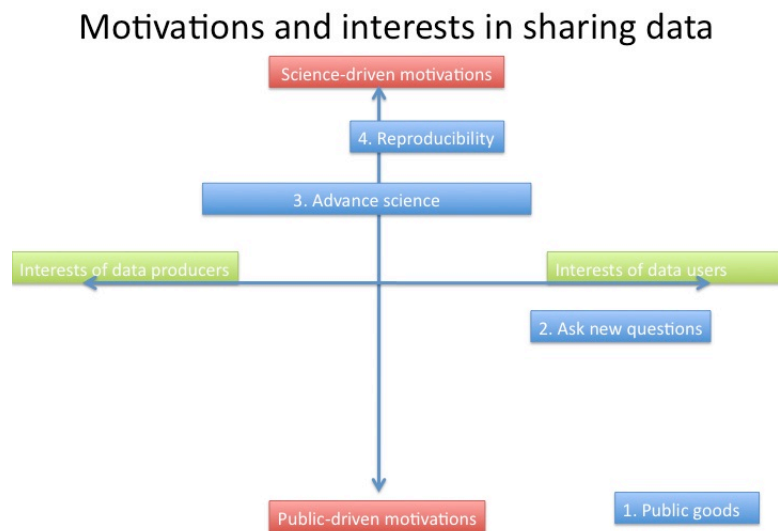 Motivations and interests in sharing data
Science-driven motivations
4. Reproducibility
3. Advance science
Interests of data producers
Interests of data users
2. Ask new questions
Public-driven motivations
1. Public goods